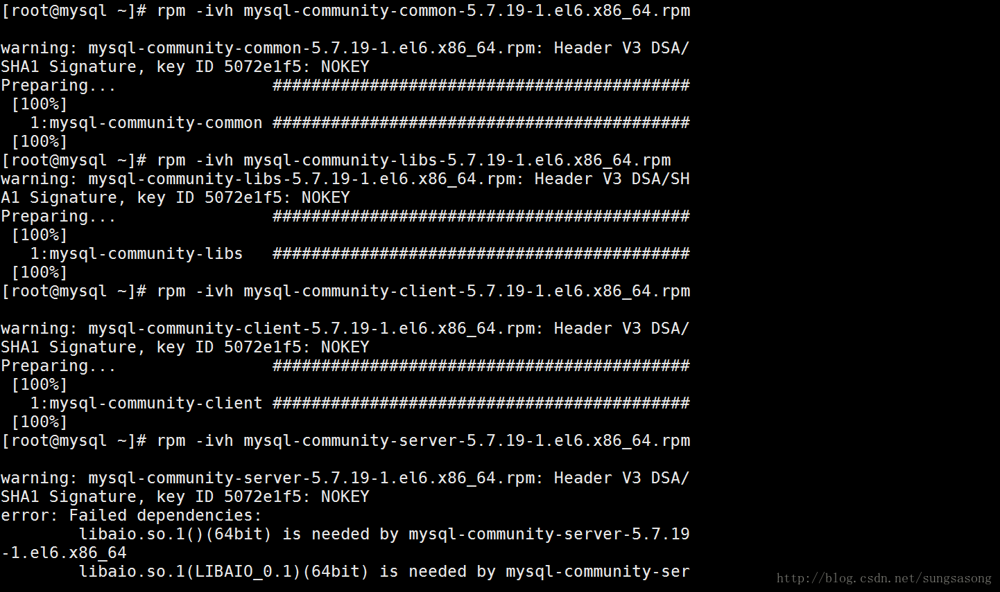 [root@mysql ~]# rpm -ivh mysql-community-common-5.7.19-1.el6.x86_64.rpm
warning: mysql-community-common-5.7.19-1.el6.x86_64.rpm: Header V3 DSA/
SHA1 Signature, key ID 5072e1f5: NOKEY
Preparing...                ###########################################
 [100%]
   1:mysql-community-common ###########################################
 [100%]
[root@mysql ~]# rpm -ivh mysql-community-libs-5.7.19-1.el6.x86_64.rpm
warning: mysql-community-libs-5.7.19-1.el6.x86_64.rpm: Header V3 DSA/SH
A1 Signature, key ID 5072e1f5: NOKEY
Preparing...                ###########################################
 [100%]
   1:mysql-community-libs   ###########################################
 [100%]
[root@mysql ~]# rpm -ivh mysql-community-client-5.7.19-1.el6.x86_64.rpm
warning: mysql-community-client-5.7.19-1.el6.x86_64.rpm: Header V3 DSA/
SHA1 Signature, key ID 5072e1f5: NOKEY
Preparing...                ###########################################
 [100%]
   1:mysql-community-client ###########################################
 [100%]
[root@mysql ~]# rpm -ivh mysql-community-server-5.7.19-1.el6.x86_64.rpm
warning: mysql-community-server-5.7.19-1.el6.x86_64.rpm: Header V3 DSA/
SHA1 Signature, key ID 5072e1f5: NOKEY
error: Failed dependencies:
        libaio.so.1()(64bit) is needed by mysql-community-server-5.7.19
-1.el6.x86_64
        libaio.so.1(LIBAIO_0.1)(64bit) is needed by mysql-community-ser
http://blog.csdn.net/sungsasong